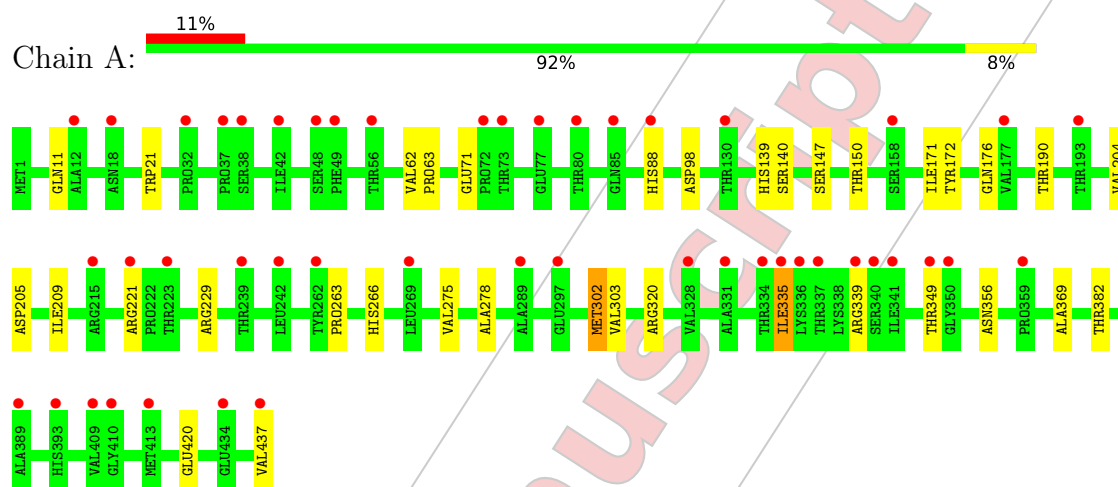 11%
Chain A:
92%
8%
MET1 GLN11 ALA12 ASN18 TRP21 PRO32 PRO37 SER38 ILE42 SER48 PHE49 THR56 VAL62 PRO63 GLU71 PRO72 THR73 GLU77 THR80 GLN85 HIS88 ASP98 THR130 HIS139 SER140 SER147 THR150 SER158 ILE171 TYR172 GLN176 VAL177 THR190 THR193 VAL204
ASP205 ILE209 ARG215 ARG221 PRO222 THR223 ARG229 THR239 LEU242 TYR262 PRO263 HIS266 LEU269 VAL275 ALA278 ALA289 GLU297 MET302 VAL303 ARG320 VAL328 ALA331 THR334 ILE335 LYS336 THR337 LYS338 ARG339 SER340 ILE341 THR349 GLY350 ASN356 PRO359 ALA369 THR382
ALA389 HIS393 VAL409 GLY410 MET413 GLU420 GLU434 VAL437
uscript